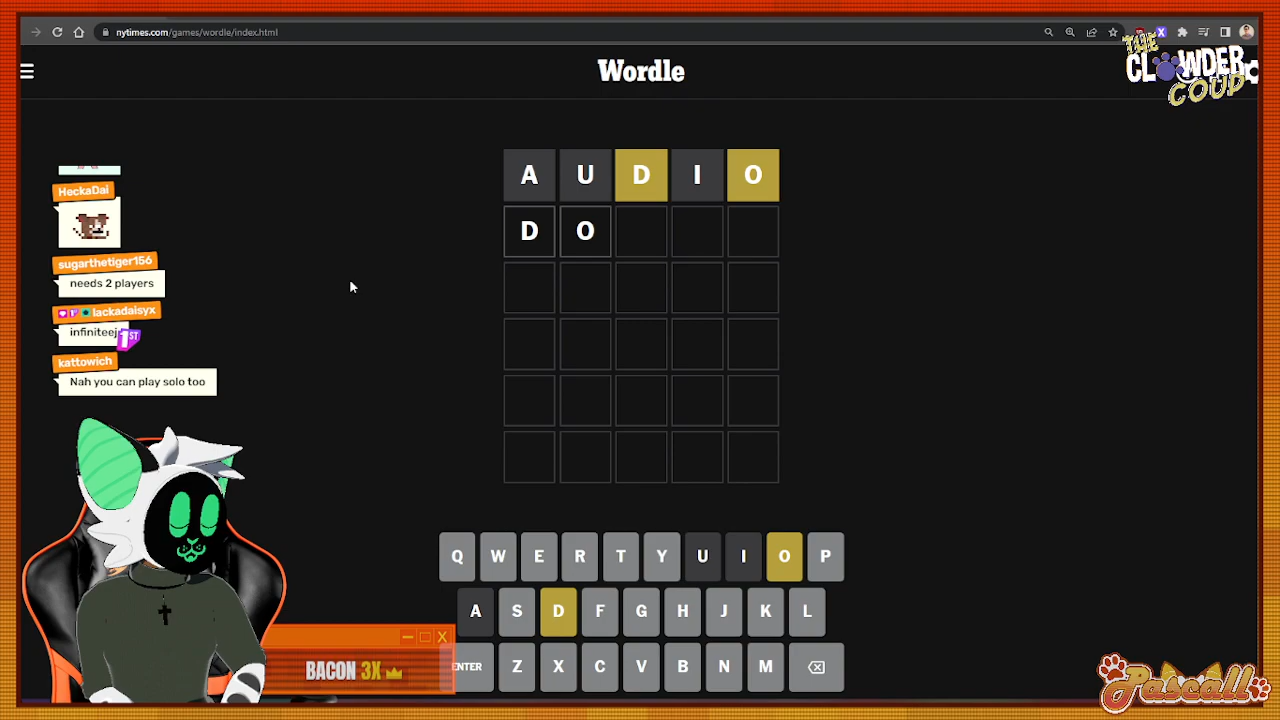 nytimes.com/games/wordle/index.html
THE
CLOWDER
COUP
Wordle
A U D I O
D O
HeckaDai
sugarthetiger156
needs 2 players
lackadaisyx
1ST
kattowich
Nah you can play solo too
Q W E R T Y U I O P
A S D F G H J K L
ENTER Z X C V B N M
BACON 3X
Pascall